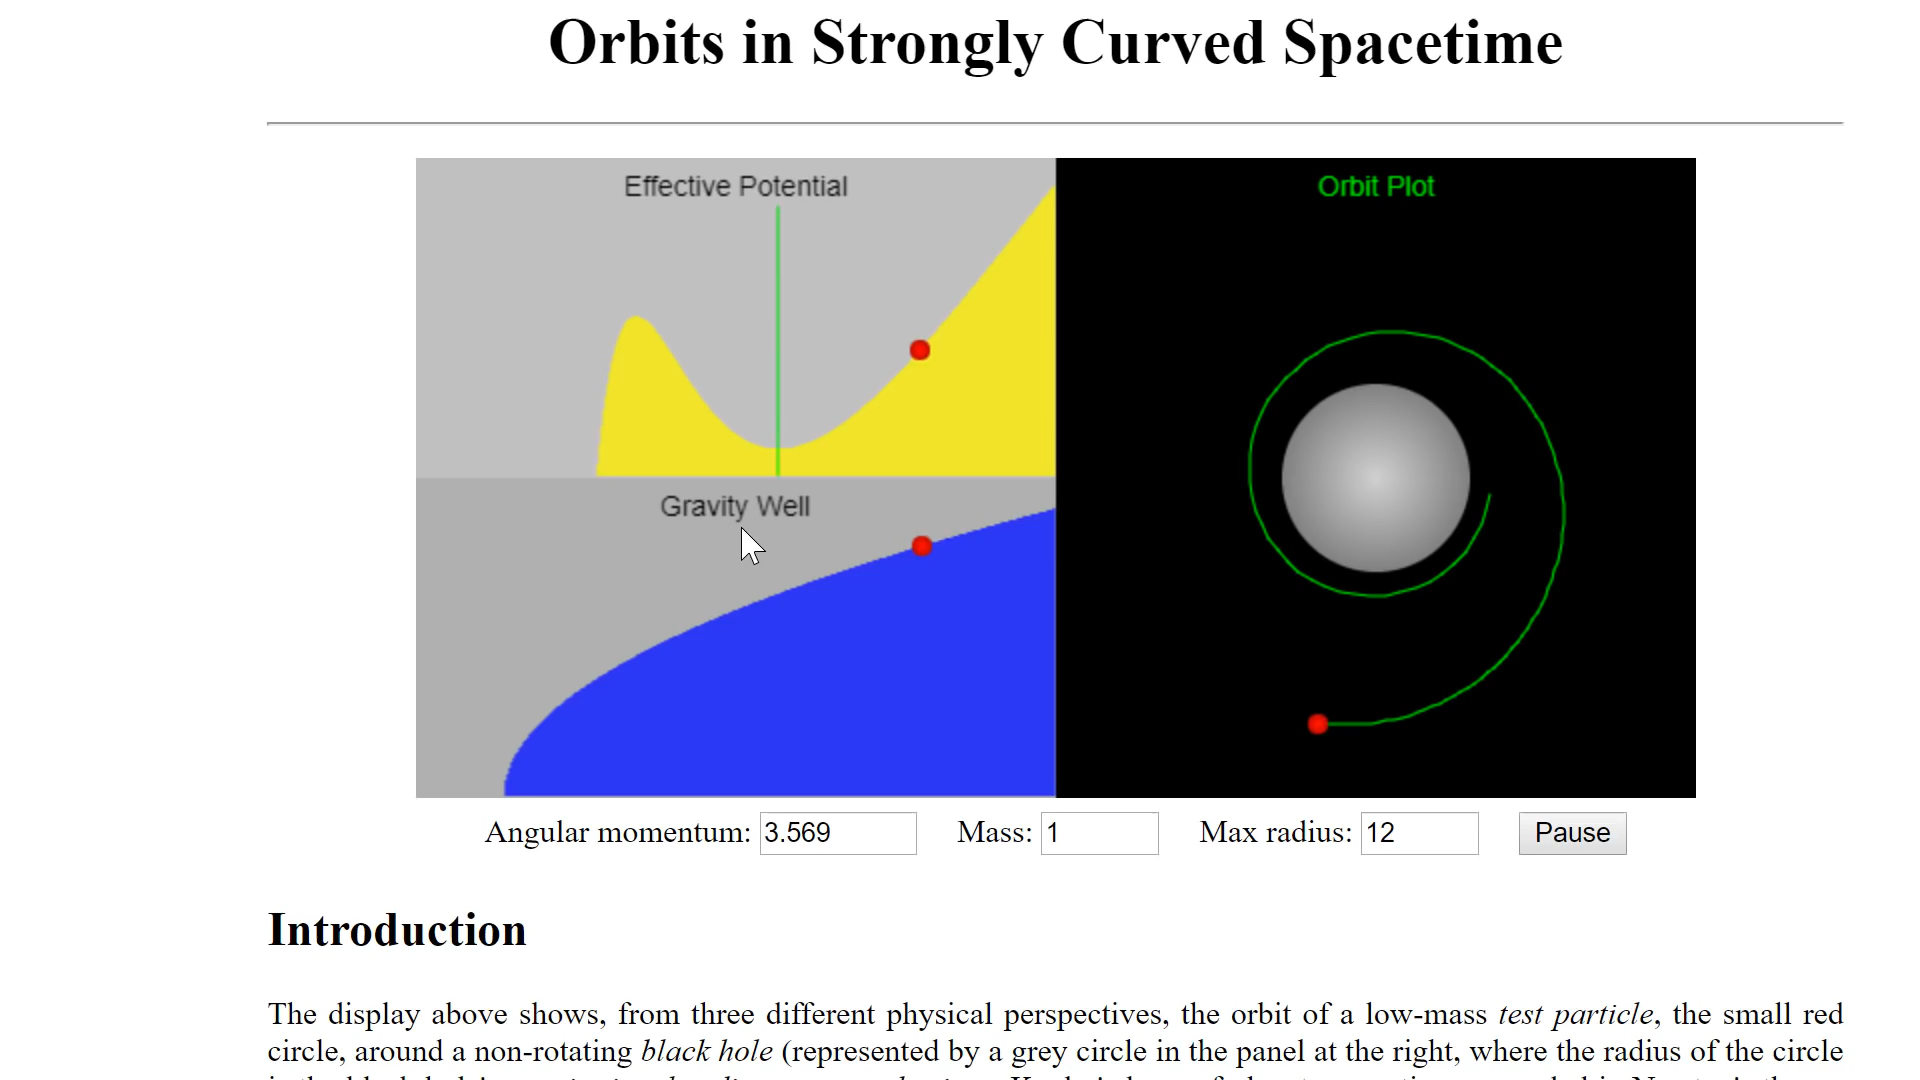 Orbits in Strongly Curved Spacetime
Effective Potential
Gravity Well
Orbit Plot
Angular momentum: 3.569 Mass: 1 Max radius: 12 Pause
Introduction
The display above shows, from three different physical perspectives, the orbit of a low-mass test particle, the small red
circle, around a non-rotating black hole (represented by a grey circle in the panel at the right, where the radius of the circle